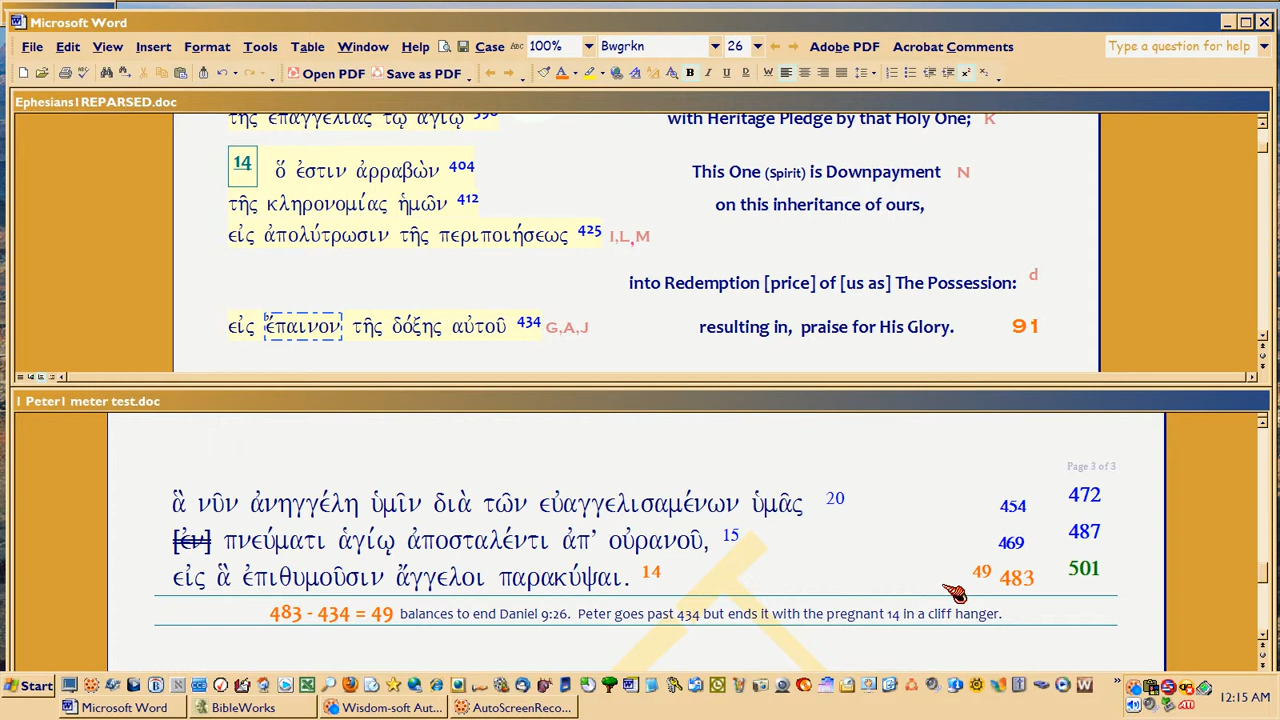 Microsoft Word
File Edit View Insert Format Tools Table Window Help Case 100% Bwgrkn 26 Adobe PDF Acrobat Comments Type a question for help
Open PDF Save as PDF
Ephesians1REPARSED.doc
τῆς ἐπαγγελίας τῷ ἁγίῳ 398 with Heritage Pledge by that Holy One; K
14 ὅ ἐστιν ἀρραβὼν 404 This One (Spirit) is Downpayment N
τῆς κληρονομίας ἡμῶν 412 on this inheritance of ours,
εἰς ἀπολύτρωσιν τῆς περιποιήσεως 425 I,L,M
into Redemption [price] of [us as] The Possession: d
εἰς ἔπαινον τῆς δόξης αὐτοῦ 434 G,A,J resulting in, praise for His Glory. 91
1 Peter1 meter test.doc
Page 3 of 3
ἃ νῦν ἀνηγγέλη ὑμῖν διὰ τῶν εὐαγγελισαμένων ὑμᾶς 20 454 472
[ἐν] πνεύματι ἁγίῳ ἀποσταλέντι ἀπ’ οὐρανοῦ, 15 469 487
εἰς ἃ ἐπιθυμοῦσιν ἄγγελοι παρακύψαι. 14 49 483 501
483 - 434 = 49 balances to end Daniel 9:26. Peter goes past 434 but ends it with the pregnant 14 in a cliff hanger.
Start 12:15 AM
Microsoft Word BibleWorks Wisdom-soft Aut... AutoScreenReco...